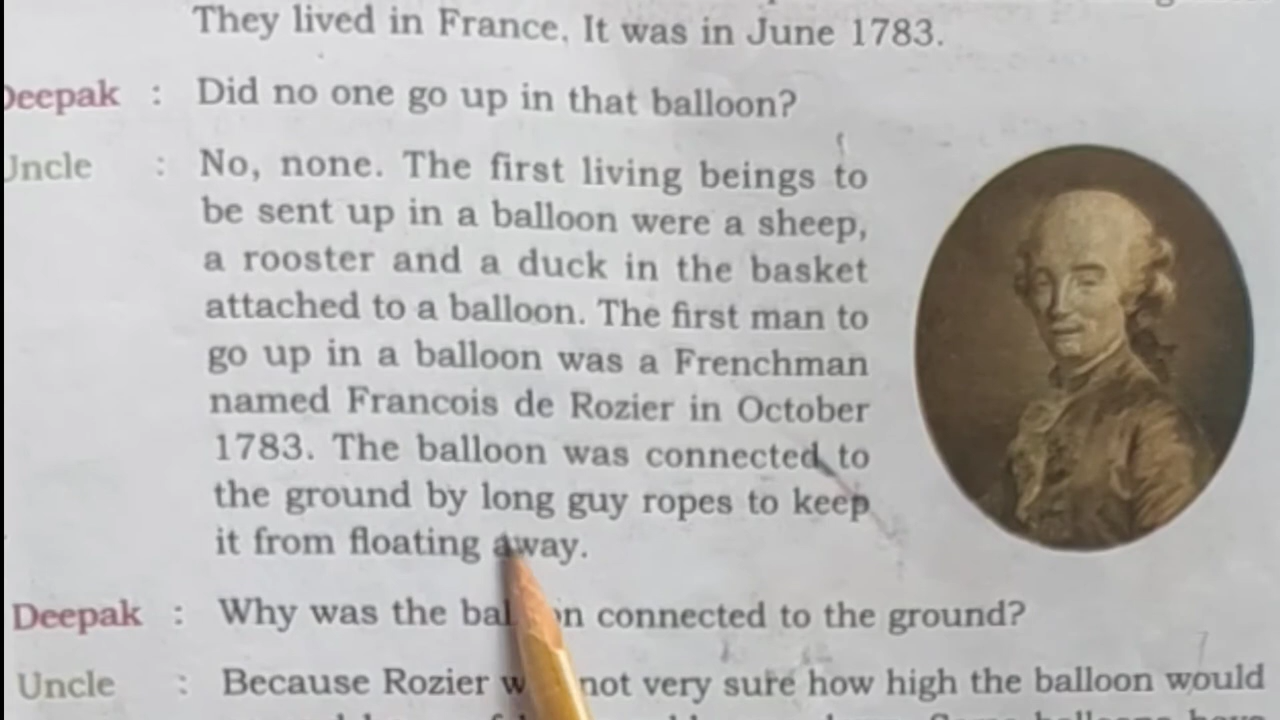 They lived in France. It was in June 1783.
Deepak : Did no one go up in that balloon?
Uncle : No, none. The first living beings to
be sent up in a balloon were a sheep,
a rooster and a duck in the basket
attached to a balloon. The first man to
go up in a balloon was a Frenchman
named Francois de Rozier in October
1783. The balloon was connected to
the ground by long guy ropes to keep
it from floating away.
Deepak : Why was the balloon connected to the ground?
Uncle : Because Rozier was not very sure how high the balloon would